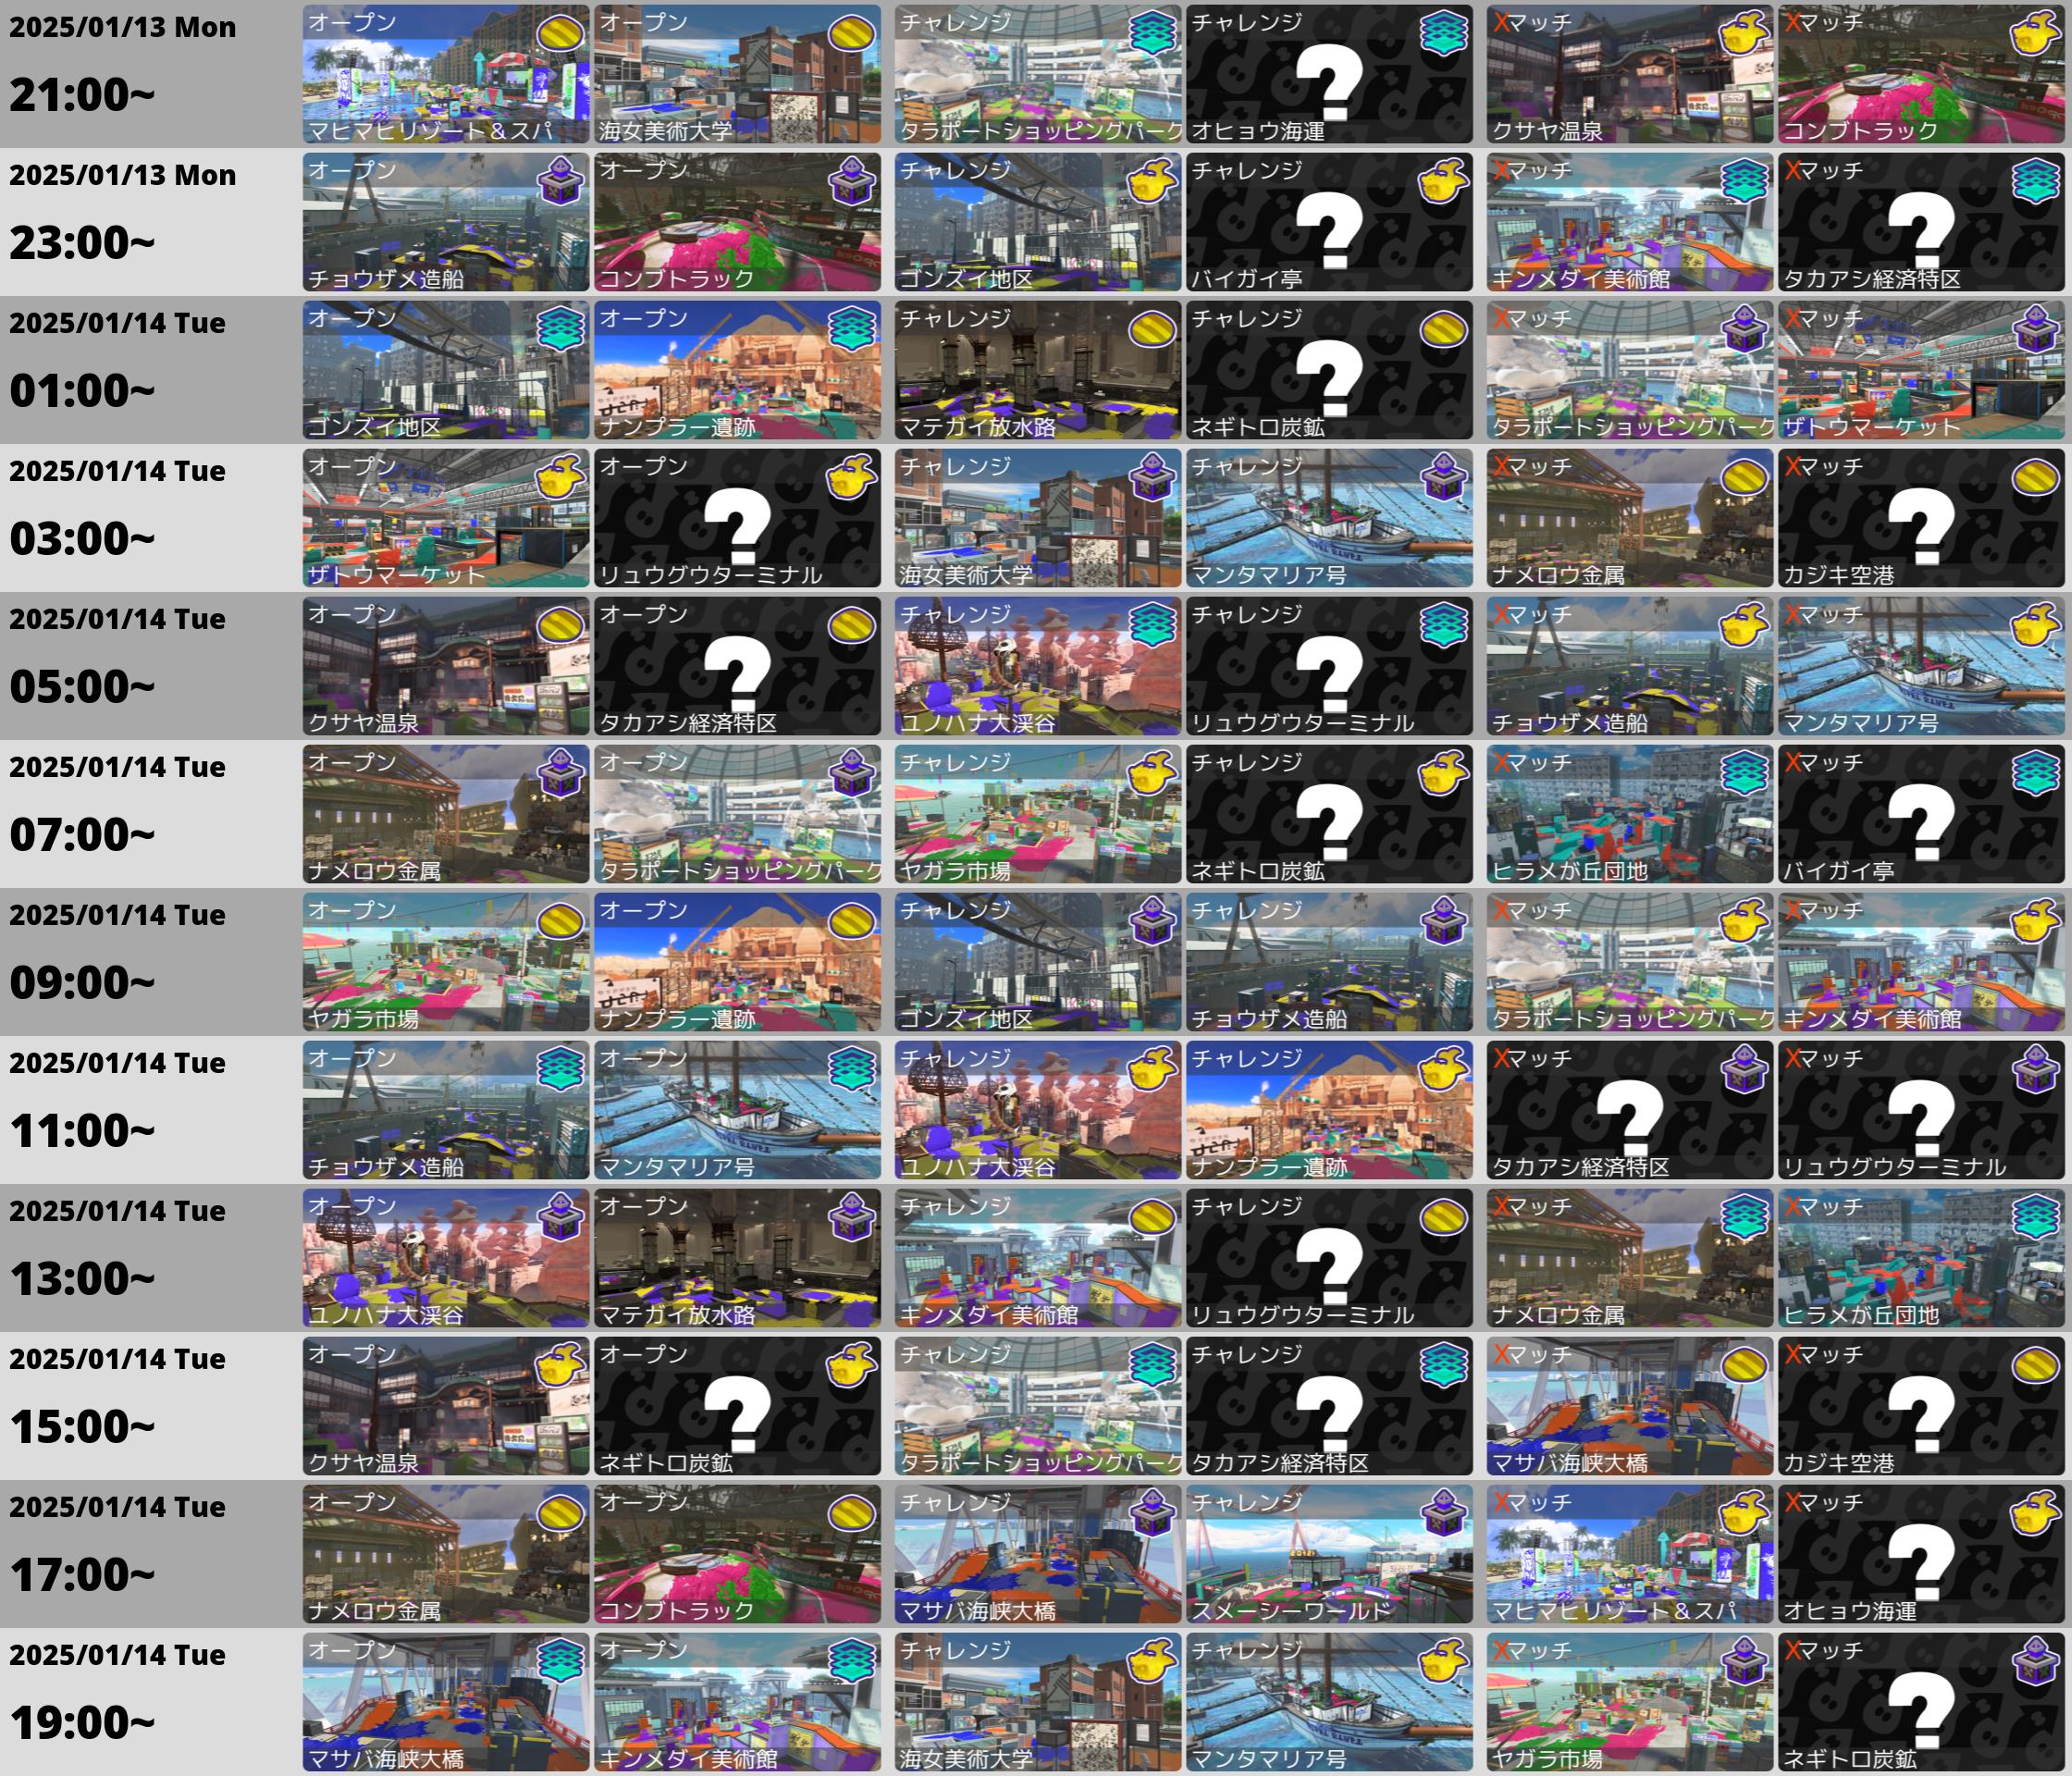 2025/01/13 Mon
21:00~
オープン
マヒマヒリゾート＆スパ
オープン
海女美術大学
チャレンジ
タラポートショッピングパーク
チャレンジ
オヒョウ海運
Xマッチ
クサヤ温泉
Xマッチ
コンブトラック
2025/01/13 Mon
23:00~
オープン
チョウザメ造船
オープン
コンブトラック
チャレンジ
ゴンズイ地区
チャレンジ
バイガイ亭
Xマッチ
キンメダイ美術館
Xマッチ
タカアシ経済特区
2025/01/14 Tue
01:00~
オープン
ゴンズイ地区
オープン
ナンプラー遺跡
チャレンジ
マテガイ放水路
チャレンジ
ネギトロ炭鉱
Xマッチ
タラポートショッピングパーク
Xマッチ
ザトウマーケット
2025/01/14 Tue
03:00~
オープン
ザトウマーケット
オープン
リュウグウターミナル
チャレンジ
海女美術大学
チャレンジ
マンタマリア号
Xマッチ
ナメロウ金属
Xマッチ
カジキ空港
2025/01/14 Tue
05:00~
オープン
クサヤ温泉
オープン
タカアシ経済特区
チャレンジ
ユノハナ大渓谷
チャレンジ
リュウグウターミナル
Xマッチ
チョウザメ造船
Xマッチ
マンタマリア号
2025/01/14 Tue
07:00~
オープン
ナメロウ金属
オープン
タラポートショッピングパーク
チャレンジ
ヤガラ市場
チャレンジ
ネギトロ炭鉱
Xマッチ
ヒラメが丘団地
Xマッチ
バイガイ亭
2025/01/14 Tue
09:00~
オープン
ヤガラ市場
オープン
ナンプラー遺跡
チャレンジ
ゴンズイ地区
チャレンジ
チョウザメ造船
Xマッチ
タラポートショッピングパーク
Xマッチ
キンメダイ美術館
2025/01/14 Tue
11:00~
オープン
チョウザメ造船
オープン
マンタマリア号
チャレンジ
ユノハナ大渓谷
チャレンジ
ナンプラー遺跡
Xマッチ
タカアシ経済特区
Xマッチ
リュウグウターミナル
2025/01/14 Tue
13:00~
オープン
ユノハナ大渓谷
オープン
マテガイ放水路
チャレンジ
キンメダイ美術館
チャレンジ
リュウグウターミナル
Xマッチ
ナメロウ金属
Xマッチ
ヒラメが丘団地
2025/01/14 Tue
15:00~
オープン
クサヤ温泉
オープン
ネギトロ炭鉱
チャレンジ
タラポートショッピングパーク
チャレンジ
タカアシ経済特区
Xマッチ
マサバ海峡大橋
Xマッチ
カジキ空港
2025/01/14 Tue
17:00~
オープン
ナメロウ金属
オープン
コンブトラック
チャレンジ
マサバ海峡大橋
チャレンジ
スメーシーワールド
Xマッチ
マヒマヒリゾート＆スパ
Xマッチ
オヒョウ海運
2025/01/14 Tue
19:00~
オープン
マサバ海峡大橋
オープン
キンメダイ美術館
チャレンジ
海女美術大学
チャレンジ
マンタマリア号
Xマッチ
ヤガラ市場
Xマッチ
ネギトロ炭鉱